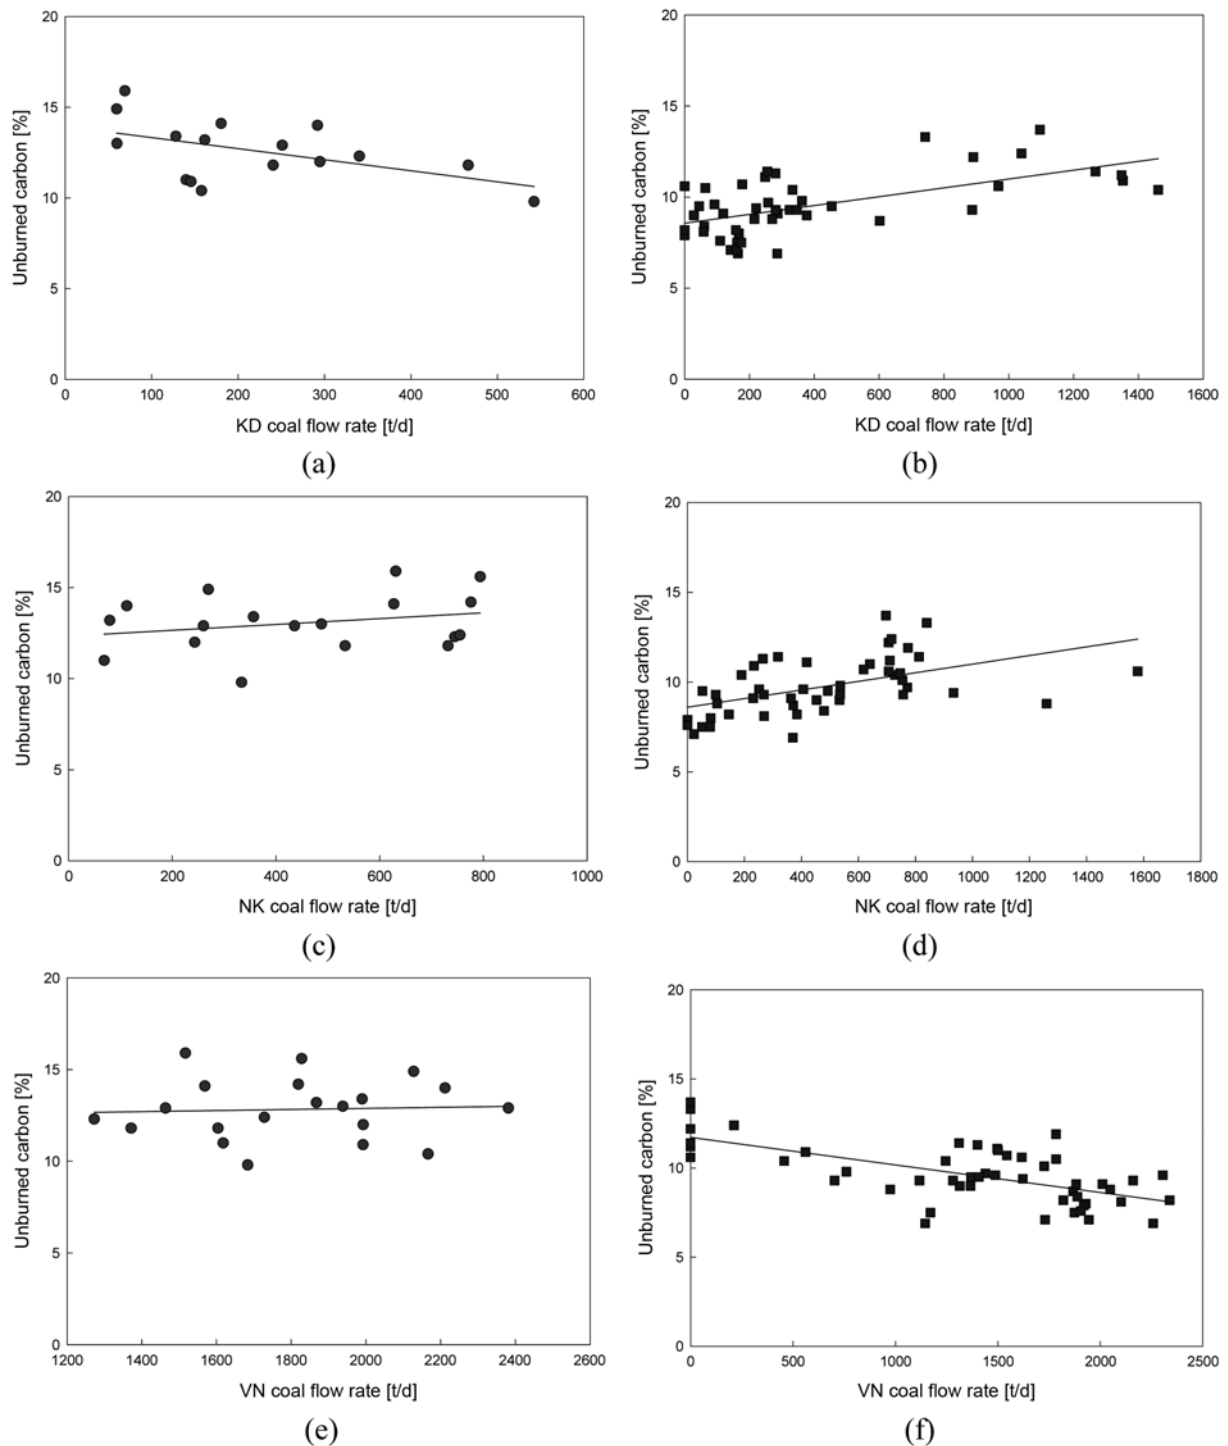 20
15
10
5
0
Unburned carbon [%]
0 100 200 300 400 500 600
KD coal flow rate [t/d]
(a)
20
15
10
5
0
Unburned carbon [%]
0 200 400 600 800 1000 1200 1400 1600
KD coal flow rate [t/d]
(b)
20
15
10
5
0
Unburned carbon [%]
0 200 400 600 800 1000
NK coal flow rate [t/d]
(c)
20
15
10
5
0
Unburned carbon [%]
0 200 400 600 800 1000 1200 1400 1600 1800
NK coal flow rate [t/d]
(d)
20
15
10
5
0
Unburned carbon [%]
1200 1400 1600 1800 2000 2200 2400 2600
VN coal flow rate [t/d]
(e)
20
15
10
5
0
Unburned carbon [%]
0 500 1000 1500 2000 2500
VN coal flow rate [t/d]
(f)